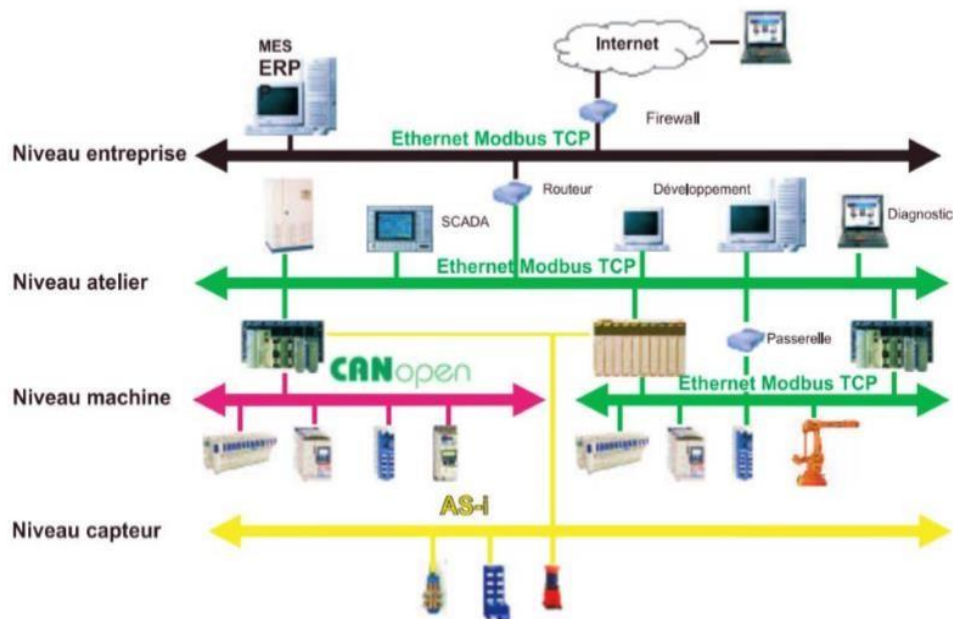 MES
ERP
Internet
Firewall
Ethernet Modbus TCP
Niveau entreprise
Routeur
Développement
SCADA
Diagnostic
Ethernet Modbus TCP
Niveau atelier
Passerelle
CANopen
Ethernet Modbus TCP
Niveau machine
AS-i
Niveau capteur